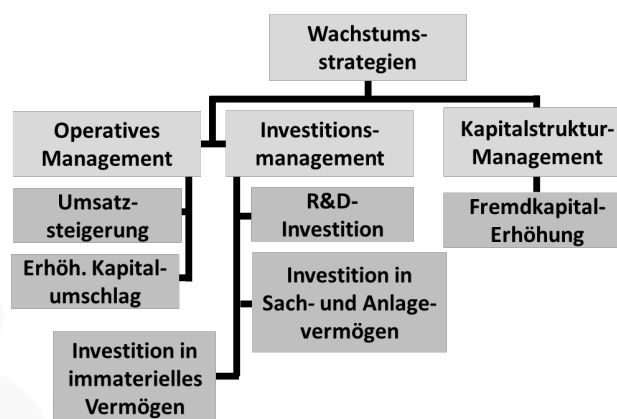 Wachstums-
strategien
Operatives
Management
Investitions-
management
Kapitalstruktur-
Management
Umsatz-
steigerung
R&D-
Investition
Fremdkapital-
Erhöhung
Erhöh. Kapital-
umschlag
Investition in
Sach- und Anlage-
vermögen
Investition in
immaterielles
Vermögen